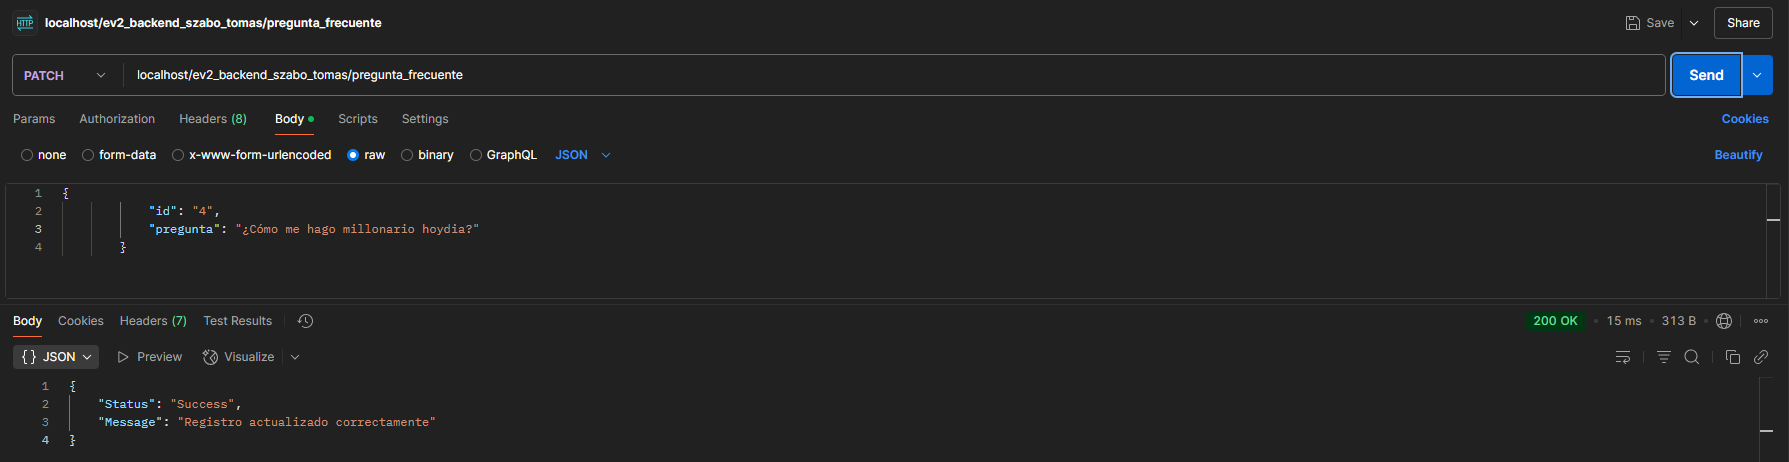 HTTP localhost/ev2_backend_szabo_tomas/pregunta_frecuente Save Share
PATCH localhost/ev2_backend_szabo_tomas/pregunta_frecuente Send
Params Authorization Headers (8) Body Scripts Settings Cookies
none form-data x-www-form-urlencoded raw binary GraphQL JSON Beautify
1 {
2 "id": "4",
3 "pregunta": "¿Cómo me hago millonario hoydia?"
4 }
Body Cookies Headers (7) Test Results 200 OK • 15 ms • 313 B •
{} JSON Preview Visualize
1 {
2 "Status": "Success",
3 "Message": "Registro actualizado correctamente"
4 }